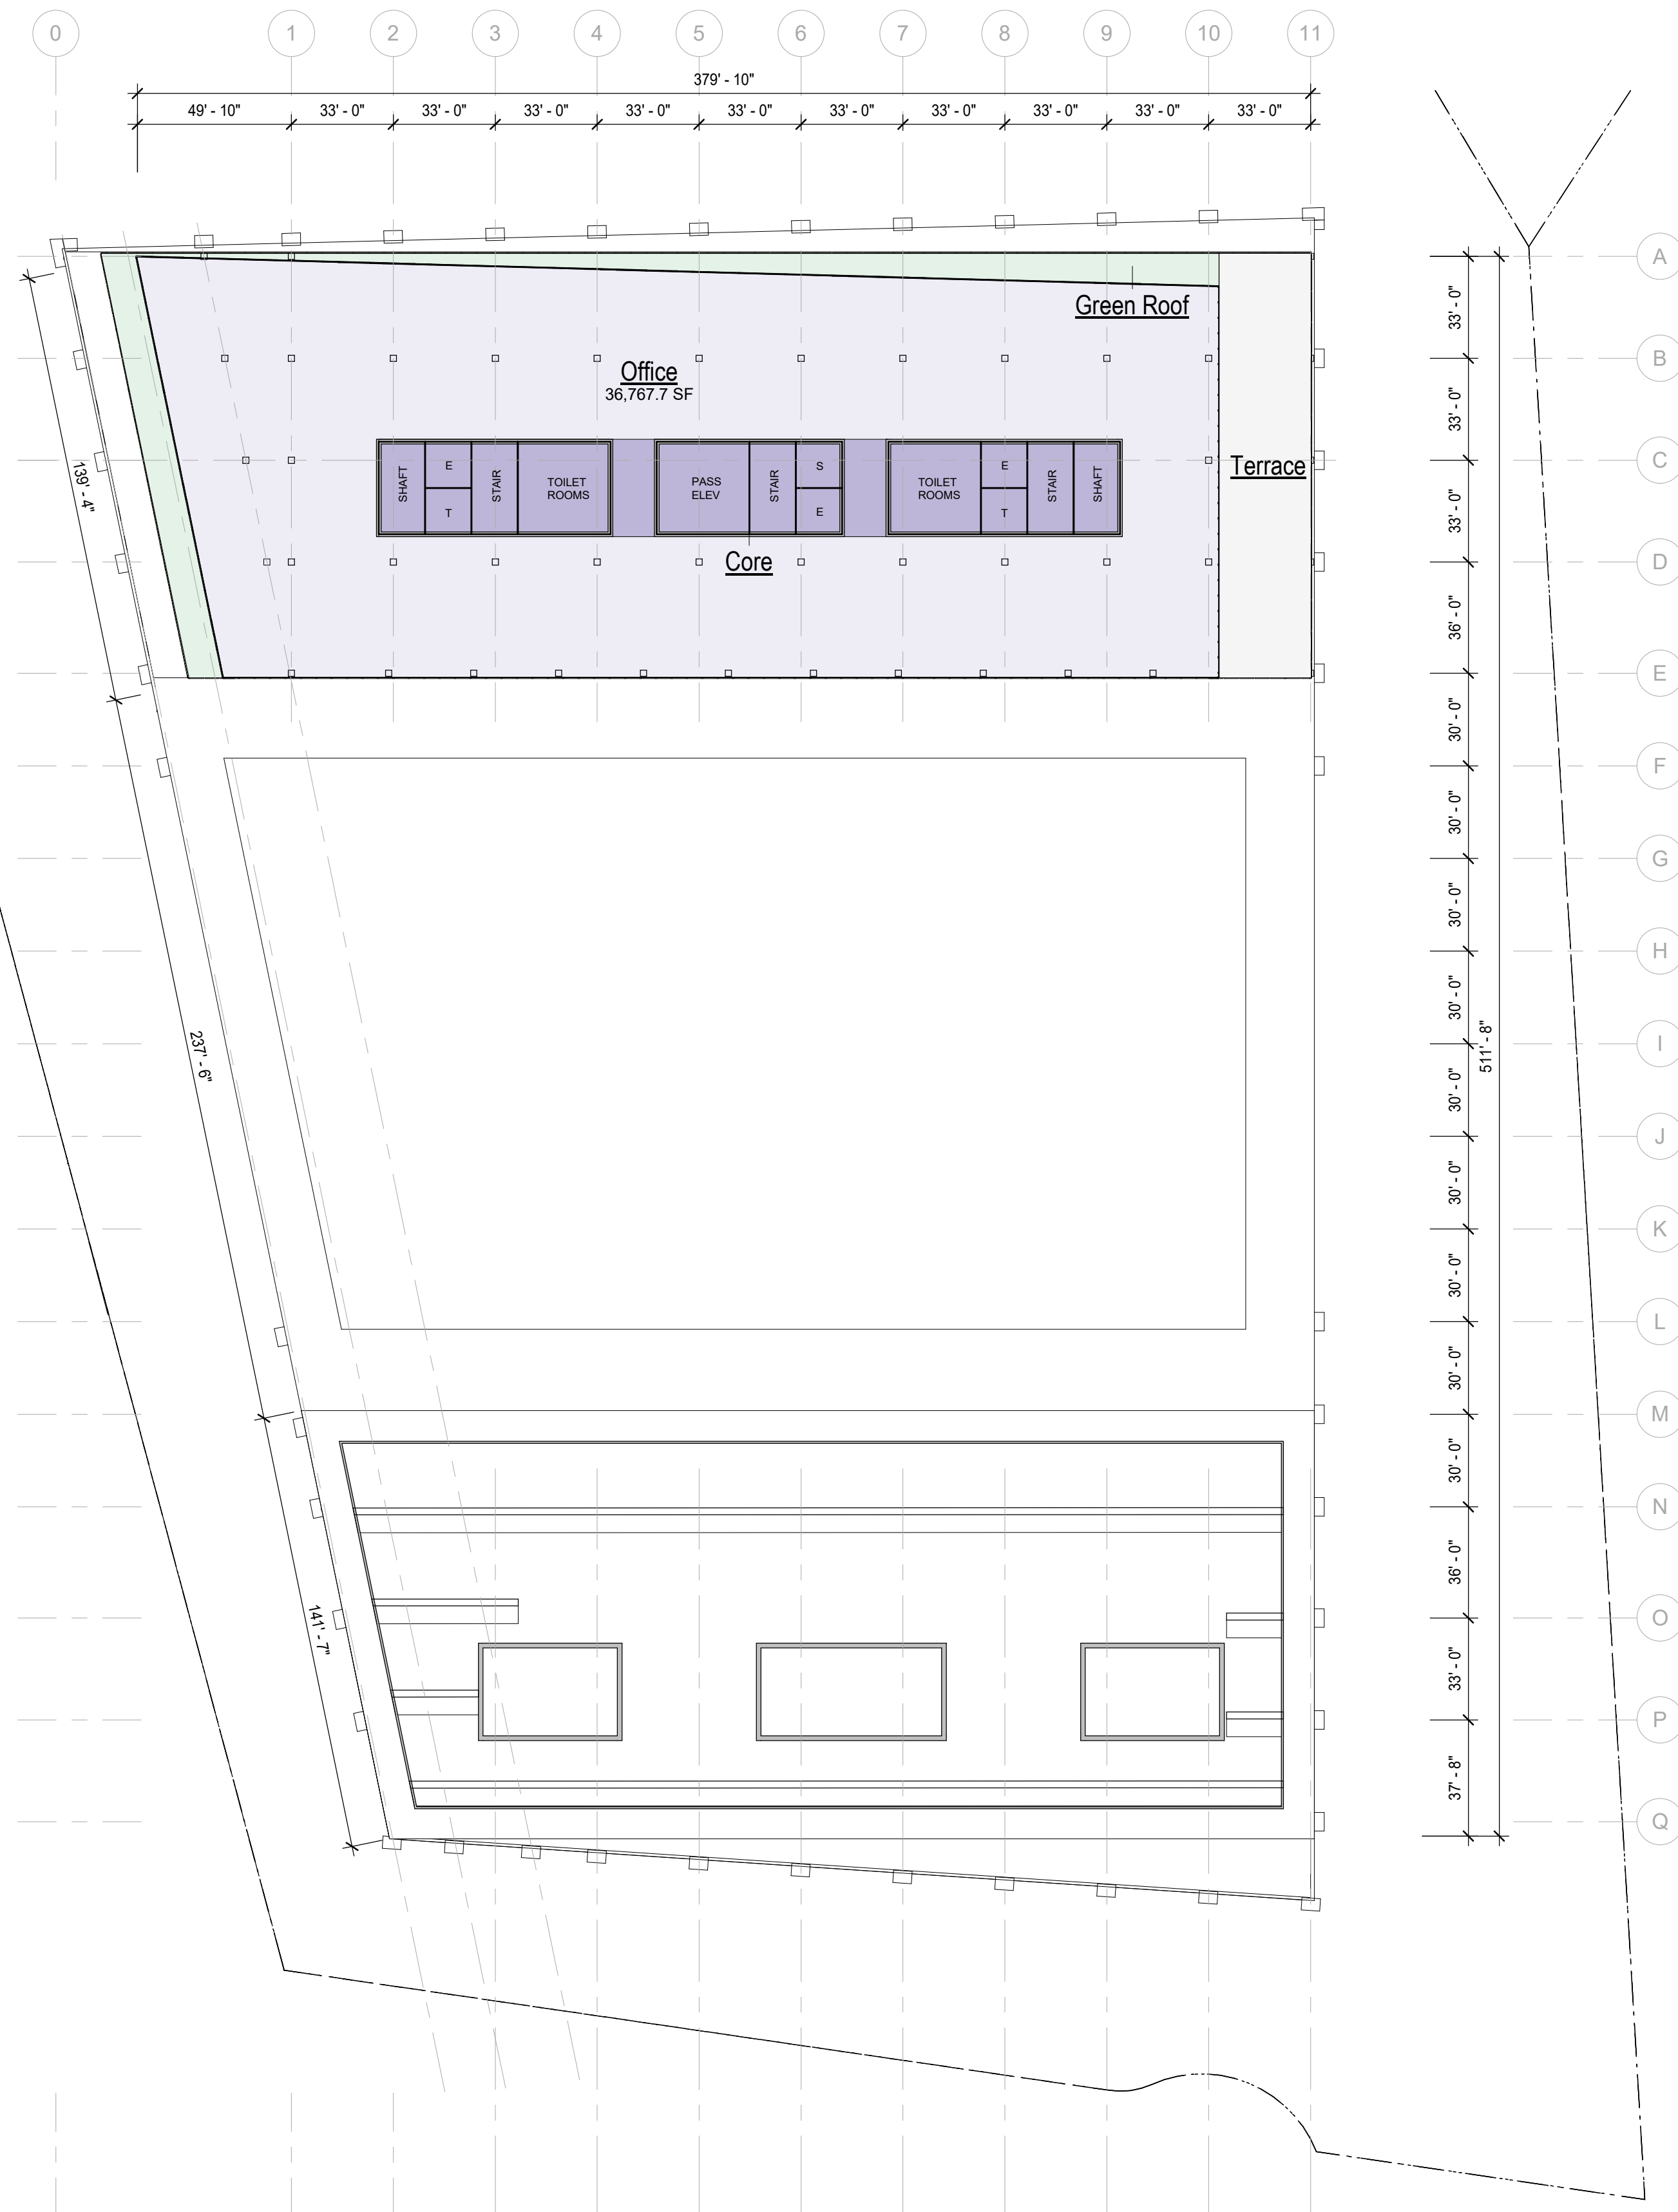 0 1 2 3 4 5 6 7 8 9 10 11
379' - 10"
49' - 10" 33' - 0" 33' - 0" 33' - 0" 33' - 0" 33' - 0" 33' - 0" 33' - 0" 33' - 0" 33' - 0" 33' - 0"
A
33' - 0"
Green Roof
B
Office
36,767.7 SF
33' - 0"
C
Terrace
139' - 4"
SHAFT
E
T
STAIR
TOILET
ROOMS
PASS
ELEV
STAIR
S
E
TOILET
ROOMS
E
T
STAIR
SHAFT
33' - 0"
Core
D
36' - 0"
E
30' - 0"
F
30' - 0"
G
30' - 0"
H
30' - 0"
237' - 6"
511' - 8"
I
30' - 0"
J
30' - 0"
K
30' - 0"
L
30' - 0"
M
30' - 0"
N
36' - 0"
O
141' - 7"
33' - 0"
P
37' - 8"
Q